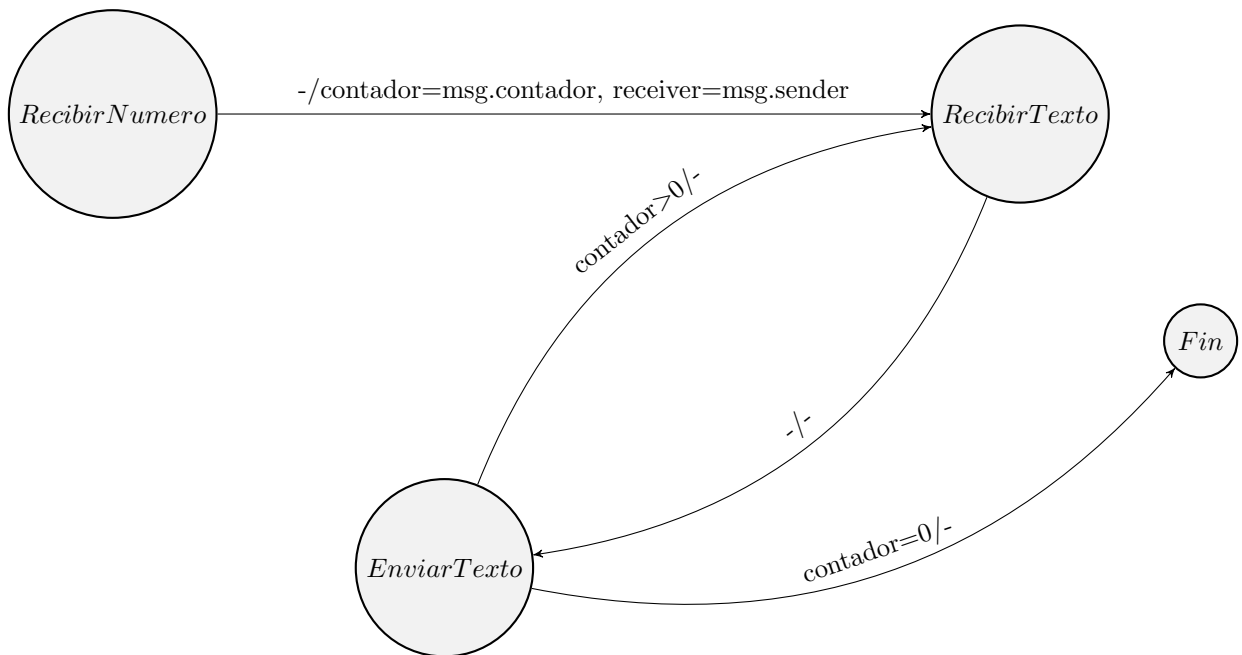 RecibirNumero
-/contador=msg.contador, receiver=msg.sender
RecibirTexto
contador>0/-
Fin
-/-
contador=0/-
EnviarTexto